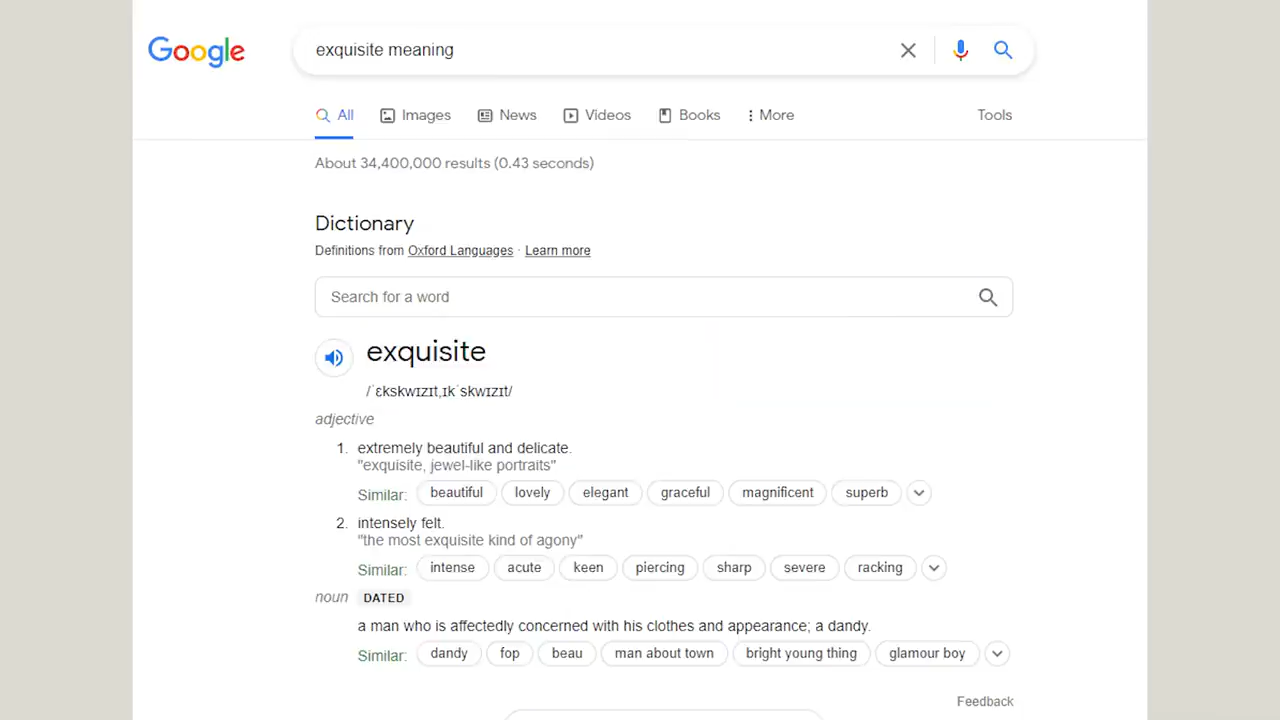 Google
exquisite meaning
All Images News Videos Books More Tools
About 34,400,000 results (0.43 seconds)
Dictionary
Definitions from Oxford Languages · Learn more
Search for a word
exquisite
/ˈɛkskwɪzɪt,ɪkˈskwɪzɪt/
adjective
1. extremely beautiful and delicate.
"exquisite, jewel-like portraits"
Similar: beautiful lovely elegant graceful magnificent superb
2. intensely felt.
"the most exquisite kind of agony"
Similar: intense acute keen piercing sharp severe racking
noun DATED
a man who is affectedly concerned with his clothes and appearance; a dandy.
Similar: dandy fop beau man about town bright young thing glamour boy
Feedback